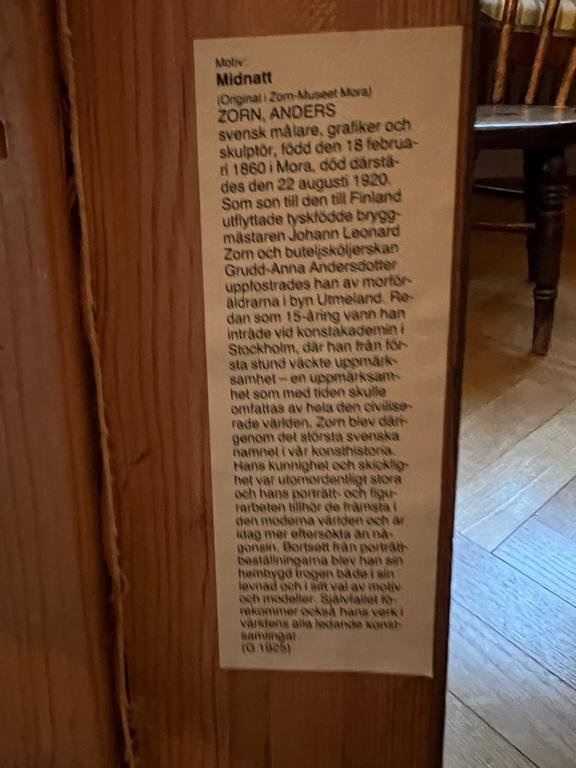 Motiv:
Midnatt
(Original i Zorn-Museet Mora)
ZORN, ANDERS
svensk målare, grafiker och
skulptör, född den 18 februa-
ri 1860 i Mora, död därstä-
des den 22 augusti 1920.
Som son till den till Finland
utflyttade tyskfödde brygg-
mästaren Johann Leonard
Zorn och buteljsköljerskan
Grudd-Anna Andersdotter
uppfostrades han av morför-
äldrarna i byn Utmeland. Re-
dan som 15-åring vann han
inträde vid konstakademin i
Stockholm, där han från för-
sta stund väckte uppmärk-
samhet – en uppmärksam-
het som med tiden skulle
omfattas av hela den civilise-
rade världen. Zorn blev däri-
genom det största svenska
namnet i vår konsthistoria.
Hans kunnighet och skicklig-
het var utomordentligt stora
och hans porträtt- och figu-
rarbeten tillhör de främsta i
den moderna världen och är
idag mer eftersökta än nå-
gonsin. Bortsett från porträtt-
beställningarna blev han sin
hembygd trogen både i sin
levnad och i sitt val av motiv
och modeller. Självfallet fö-
rekommer också hans verk i
världens alla ledande konst-
samlingar.
(G 1925)